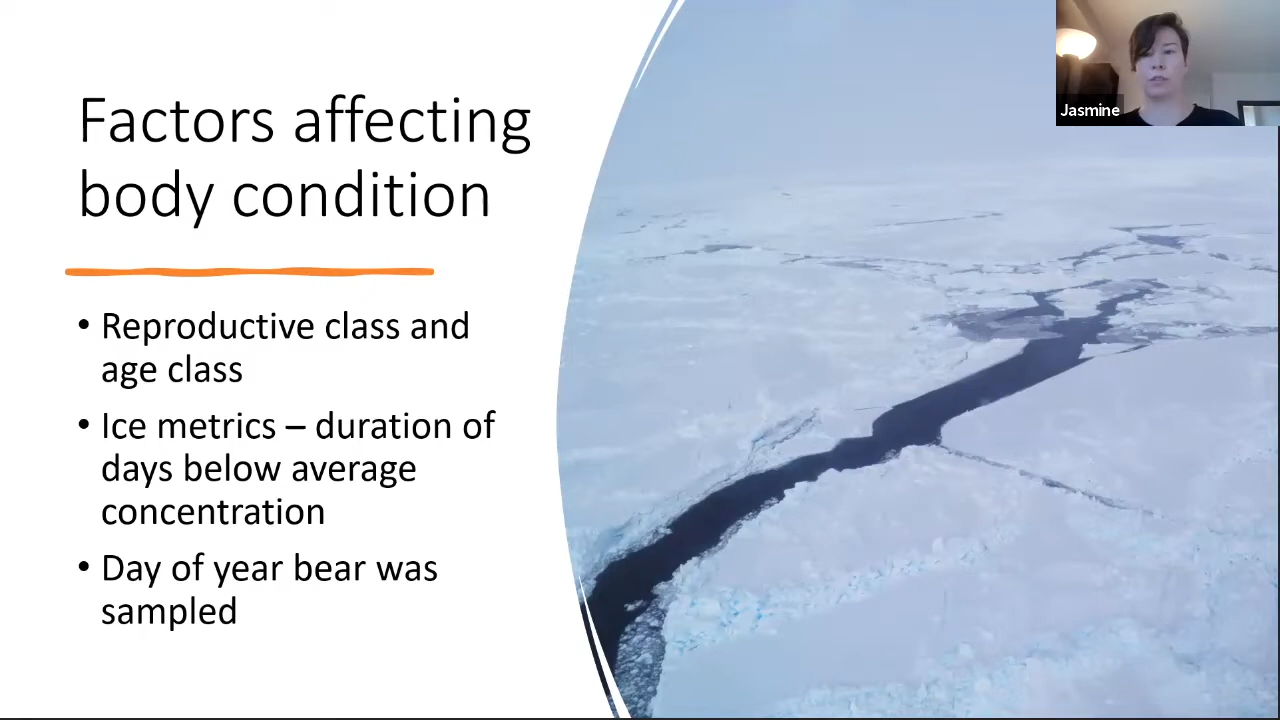 Factors affecting
body condition
• Reproductive class and
age class
• Ice metrics – duration of
days below average
concentration
• Day of year bear was
sampled
Jasmine